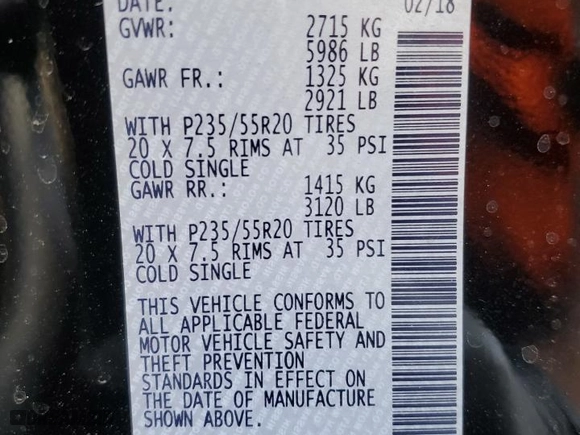 DATE: 02/18
GVWR: 2715 KG
5986 LB
GAWR FR.: 1325 KG
2921 LB
WITH P235/55R20 TIRES
20 X 7.5 RIMS AT 35 PSI
COLD SINGLE
GAWR RR.: 1415 KG
3120 LB
WITH P235/55R20 TIRES
20 X 7.5 RIMS AT 35 PSI
COLD SINGLE
THIS VEHICLE CONFORMS TO
ALL APPLICABLE FEDERAL
MOTOR VEHICLE SAFETY AND
THEFT PREVENTION
STANDARDS IN EFFECT ON
THE DATE OF MANUFACTURE
SHOWN ABOVE.